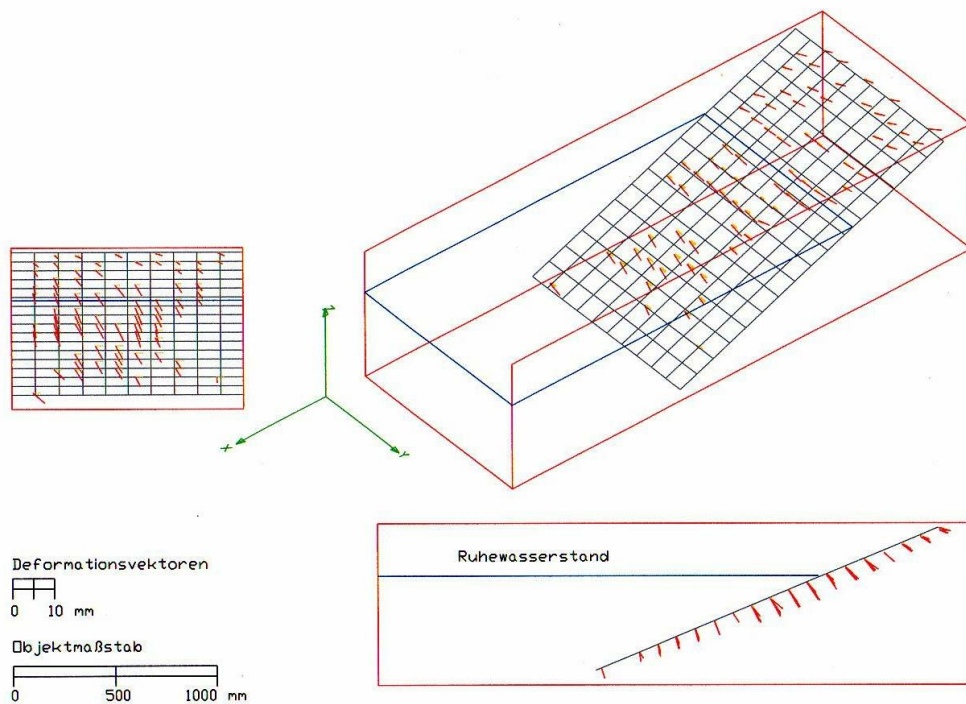 Z
X
Y
Ruhewasserstand
Deformationsvektoren
0 10 mm
Objektmaßstab
0 500 1000 mm